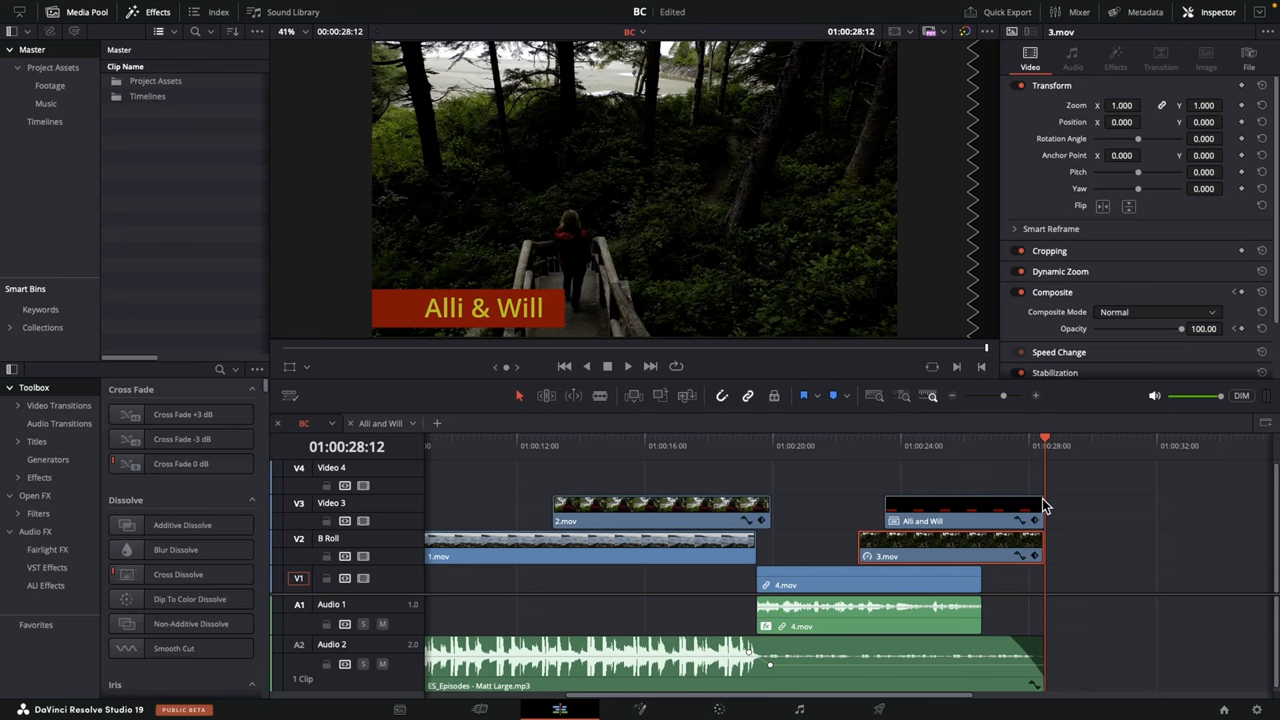 Media Pool Effects Index Sound Library BC Edited Quick Export Mixer Metadata Inspector
41% 00:00:28:12 BC 01:00:28:12 3.mov
Master Master
Project Assets Clip Name
Footage Project Assets
Music Timelines
Timelines
Smart Bins
Keywords
Collections
Alli & Will
Video Audio Effects Transition Image File
Transform
Zoom X 1.000 Y 1.000
Position X 0.000 Y 0.000
Rotation Angle 0.000
Anchor Point X 0.000 Y 0.000
Pitch 0.000
Yaw 0.000
Flip
Smart Reframe
Cropping
Dynamic Zoom
Composite
Composite Mode Normal
Opacity 100.00
Speed Change
Stabilization
Toolbox
Video Transitions
Audio Transitions
Titles
Generators
Effects
Open FX
Audio FX
Fairlight FX
VST Effects
AU Effects
Favorites
Cross Fade
Cross Fade +3 dB
Cross Fade -3 dB
Cross Fade 0 dB
Dissolve
Additive Dissolve
Blur Dissolve
Cross Dissolve
Dip To Color Dissolve
Non-Additive Dissolve
Smooth Cut
Iris
DIM
BC Alli and Will
01:00:28:12 01:00:12:00 01:00:16:00 01:00:20:00 01:00:24:00 01:00:28:00 01:00:32:00
V4 Video 4
V3 Video 3
2.mov Alli and Will
V2 B Roll
1.mov 3.mov
V1
4.mov
A1 Audio 1 1.0
S M fx 4.mov
A2 Audio 2 2.0
S M
1 Clip ES_Episodes - Matt Large.mp3
DaVinci Resolve Studio 19 PUBLIC BETA